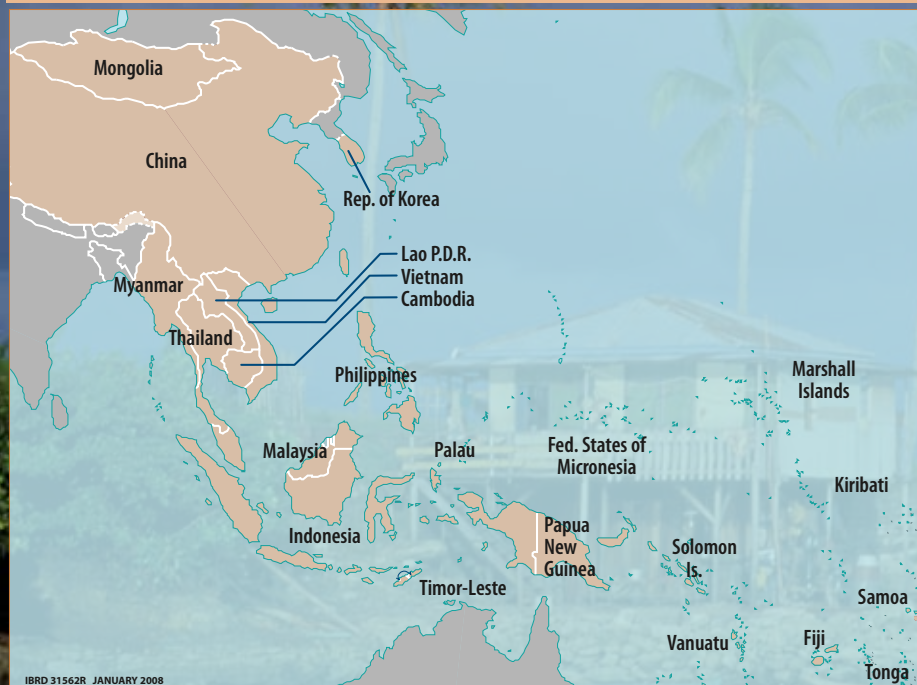 Mongolia
China
Rep. of Korea
Lao P.D.R.
Vietnam
Cambodia
Myanmar
Thailand
Philippines
Marshall
Islands
Malaysia
Palau
Fed. States of
Micronesia
Kiribati
Indonesia
Papua
New
Guinea
Solomon
Is.
Timor-Leste
Samoa
Vanuatu
Fiji
Tonga
IBRD 31562R JANUARY 2008